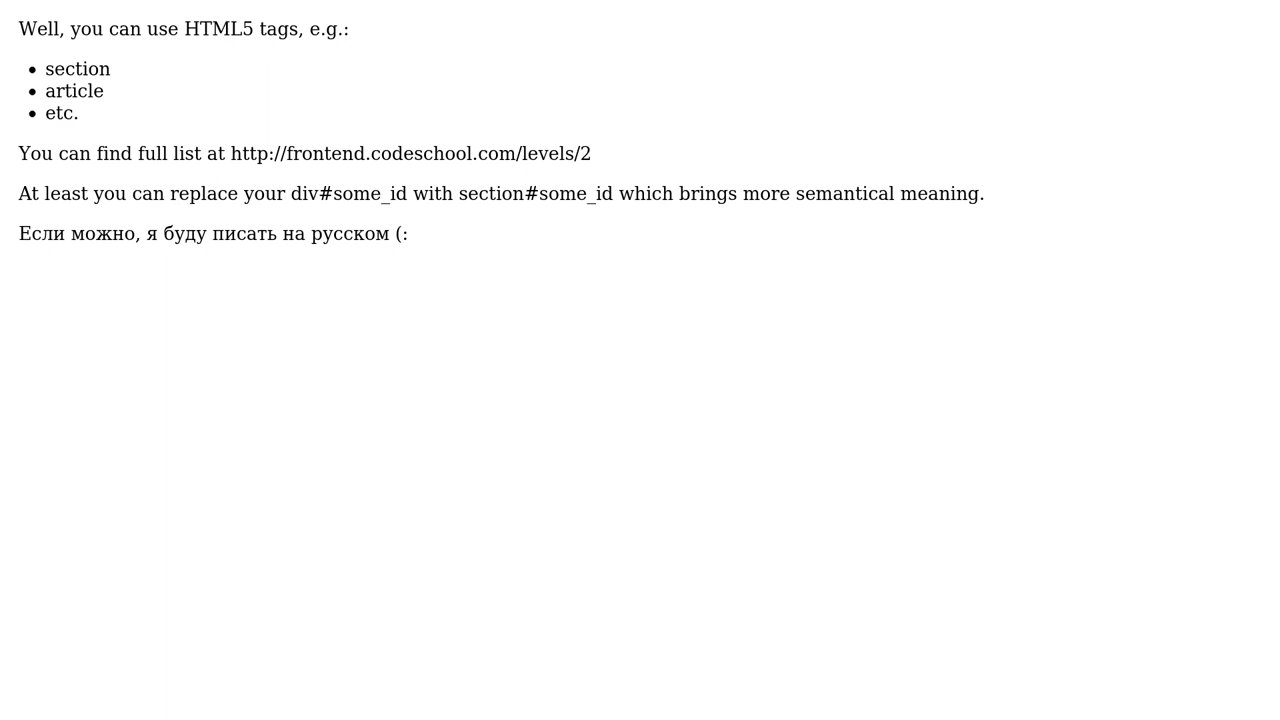 Well, you can use HTML5 tags, e.g.:
• section
• article
• etc.
You can find full list at http://frontend.codeschool.com/levels/2
At least you can replace your div#some_id with section#some_id which brings more semantical meaning.
Если можно, я буду писать на русском (: